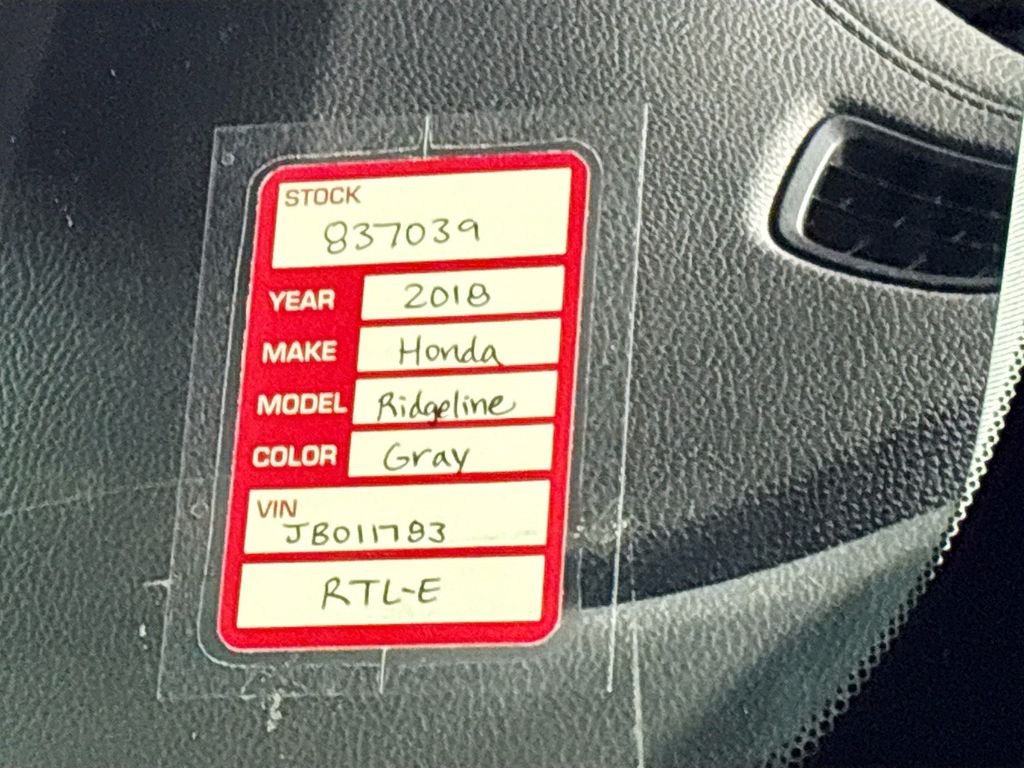 STOCK
837039
YEAR 2018
MAKE Honda
MODEL Ridgeline
COLOR Gray
VIN
JB011793
RTL-E